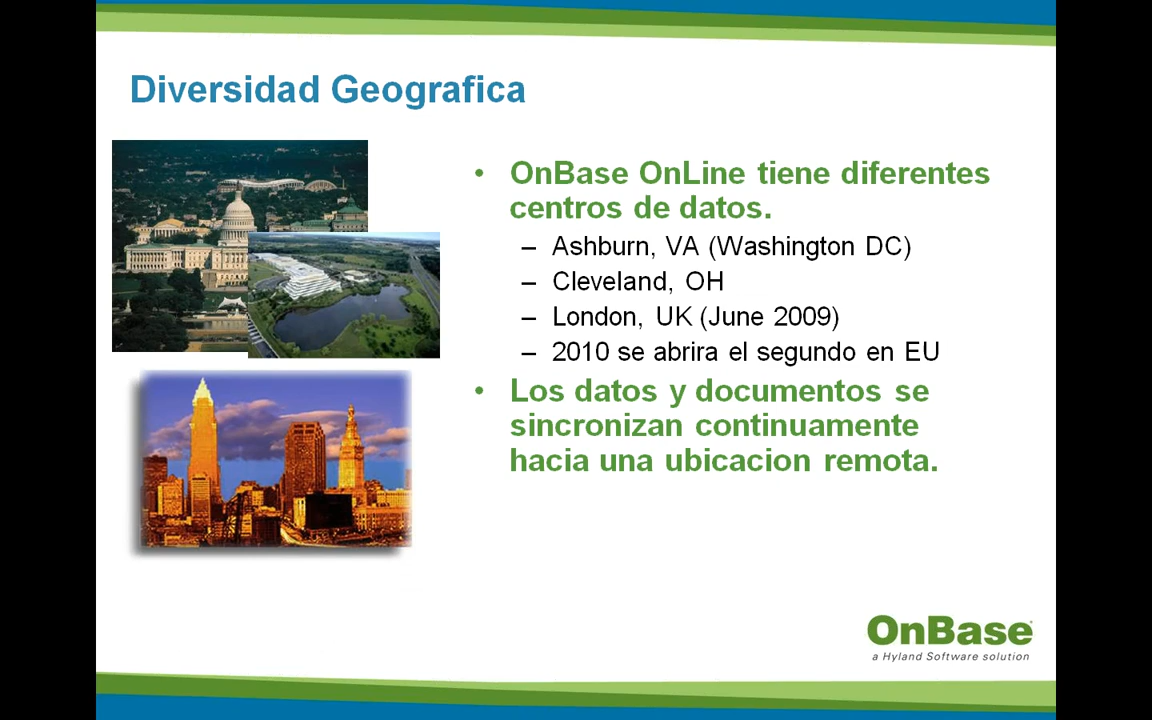 Diversidad Geografica
• OnBase OnLine tiene diferentes
centros de datos.
– Ashburn, VA (Washington DC)
– Cleveland, OH
– London, UK (June 2009)
– 2010 se abrira el segundo en EU
• Los datos y documentos se
sincronizan continuamente
hacia una ubicacion remota.
OnBase
a Hyland Software solution